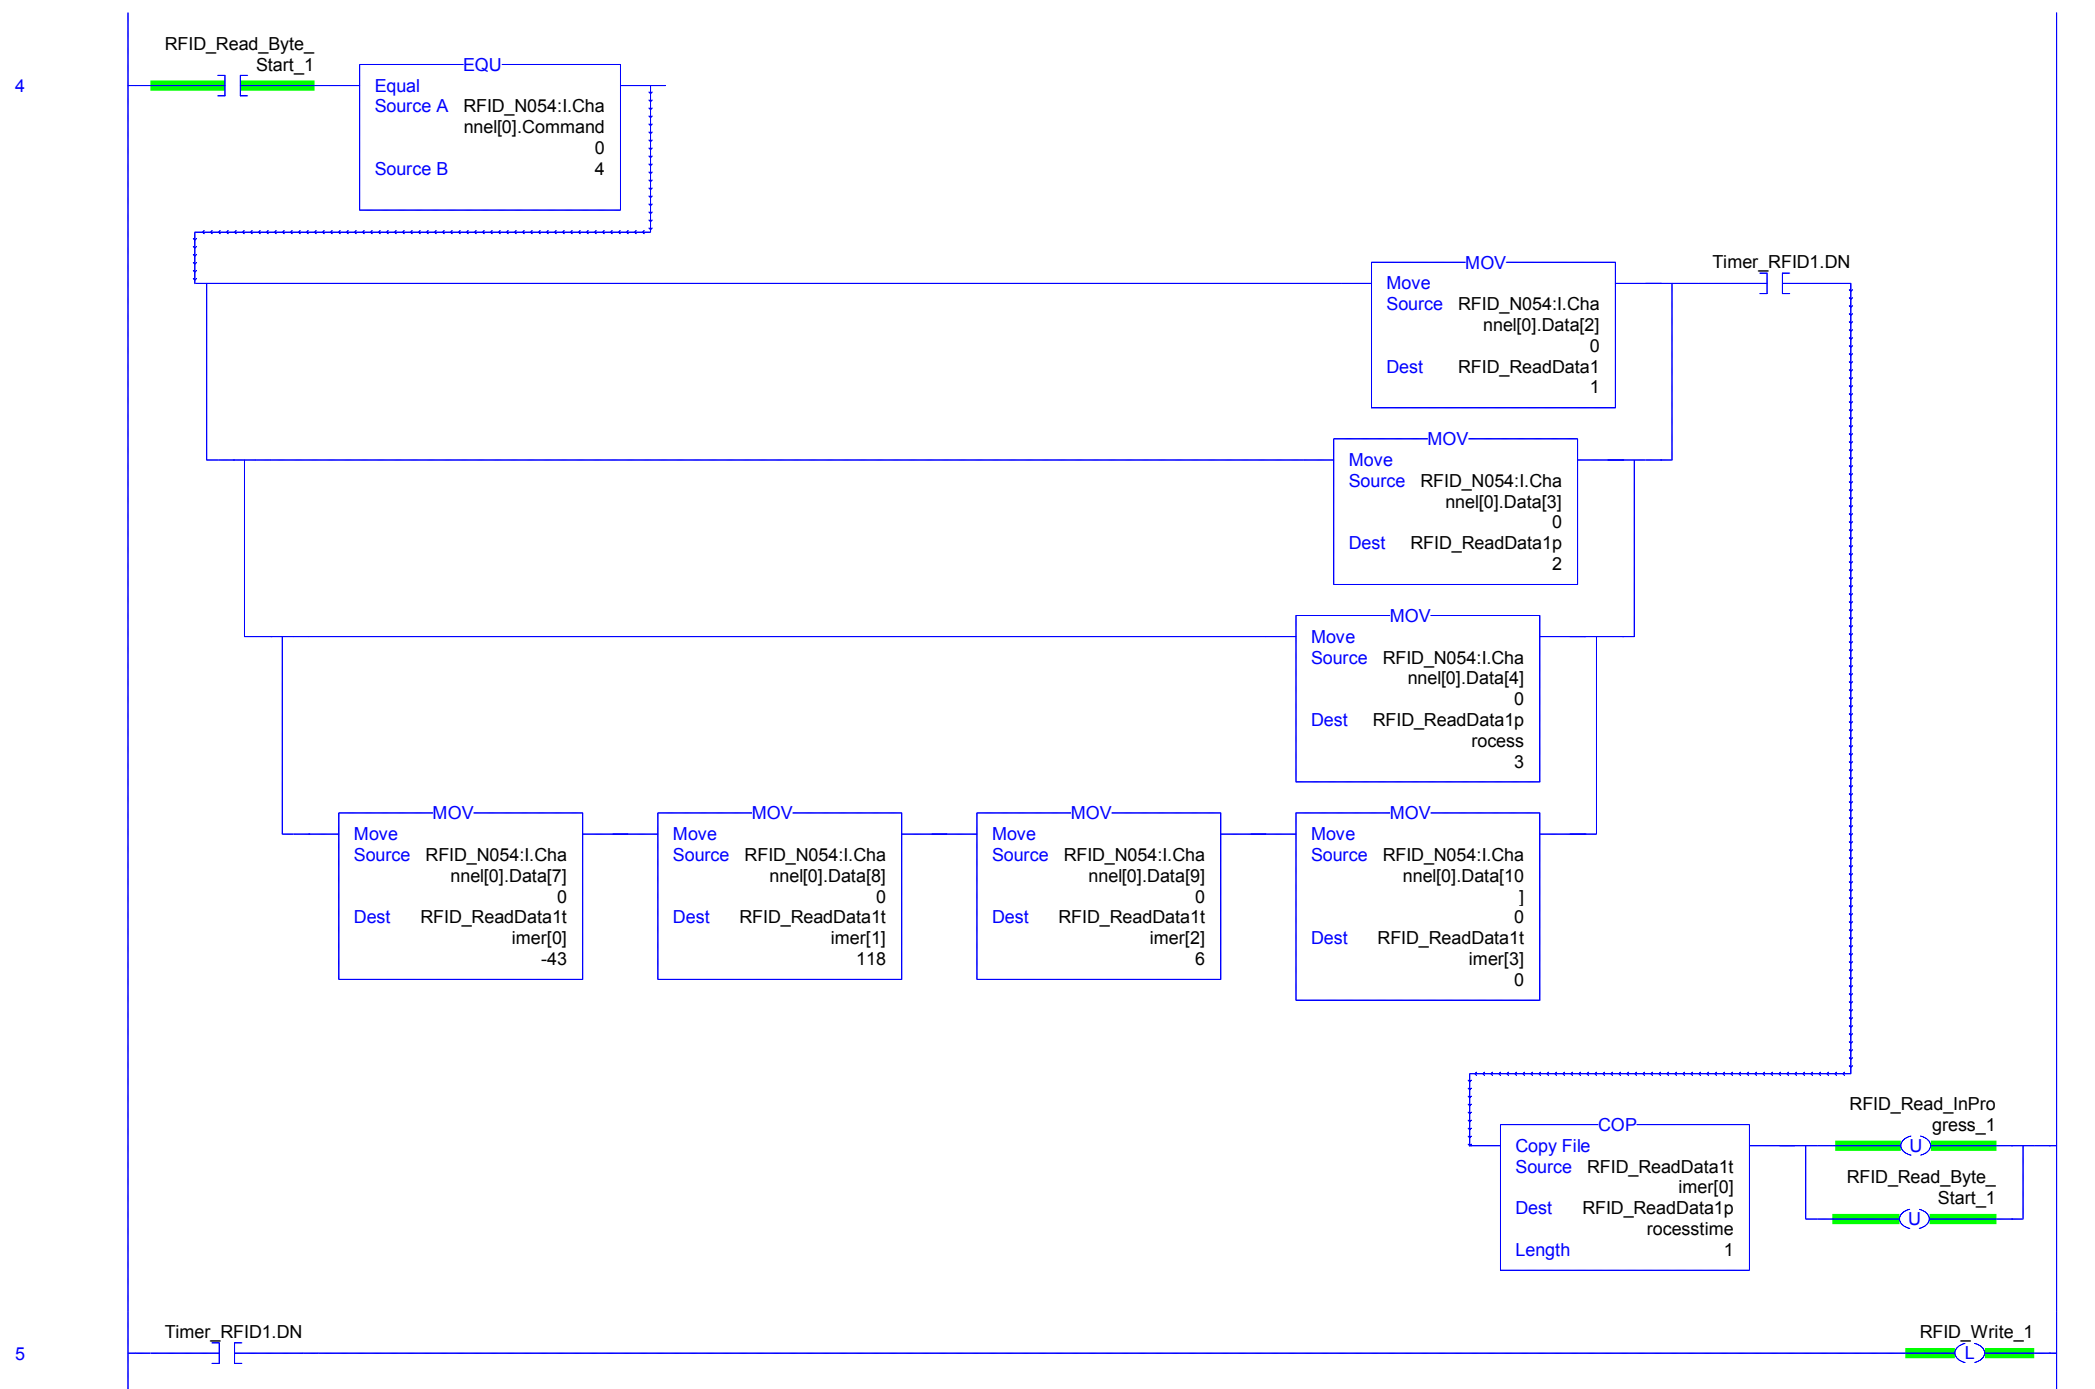 RFID_Read_Byte_
Start_1
4
EQU
Equal
Source A RFID_N054:I.Cha
nnel[0].Command
0
Source B 4
MOV
Move
Source RFID_N054:I.Cha
nnel[0].Data[2]
0
Dest RFID_ReadData1
1
Timer_RFID1.DN
MOV
Move
Source RFID_N054:I.Cha
nnel[0].Data[3]
0
Dest RFID_ReadData1p
2
MOV
Move
Source RFID_N054:I.Cha
nnel[0].Data[4]
0
Dest RFID_ReadData1p
rocess
3
MOV
Move
Source RFID_N054:I.Cha
nnel[0].Data[7]
0
Dest RFID_ReadData1t
imer[0]
-43
MOV
Move
Source RFID_N054:I.Cha
nnel[0].Data[8]
0
Dest RFID_ReadData1t
imer[1]
118
MOV
Move
Source RFID_N054:I.Cha
nnel[0].Data[9]
0
Dest RFID_ReadData1t
imer[2]
6
MOV
Move
Source RFID_N054:I.Cha
nnel[0].Data[10
]
0
Dest RFID_ReadData1t
imer[3]
0
COP
Copy File
Source RFID_ReadData1t
imer[0]
Dest RFID_ReadData1p
rocesstime
Length 1
RFID_Read_InPro
gress_1
U
RFID_Read_Byte_
Start_1
U
5
Timer_RFID1.DN
RFID_Write_1
L